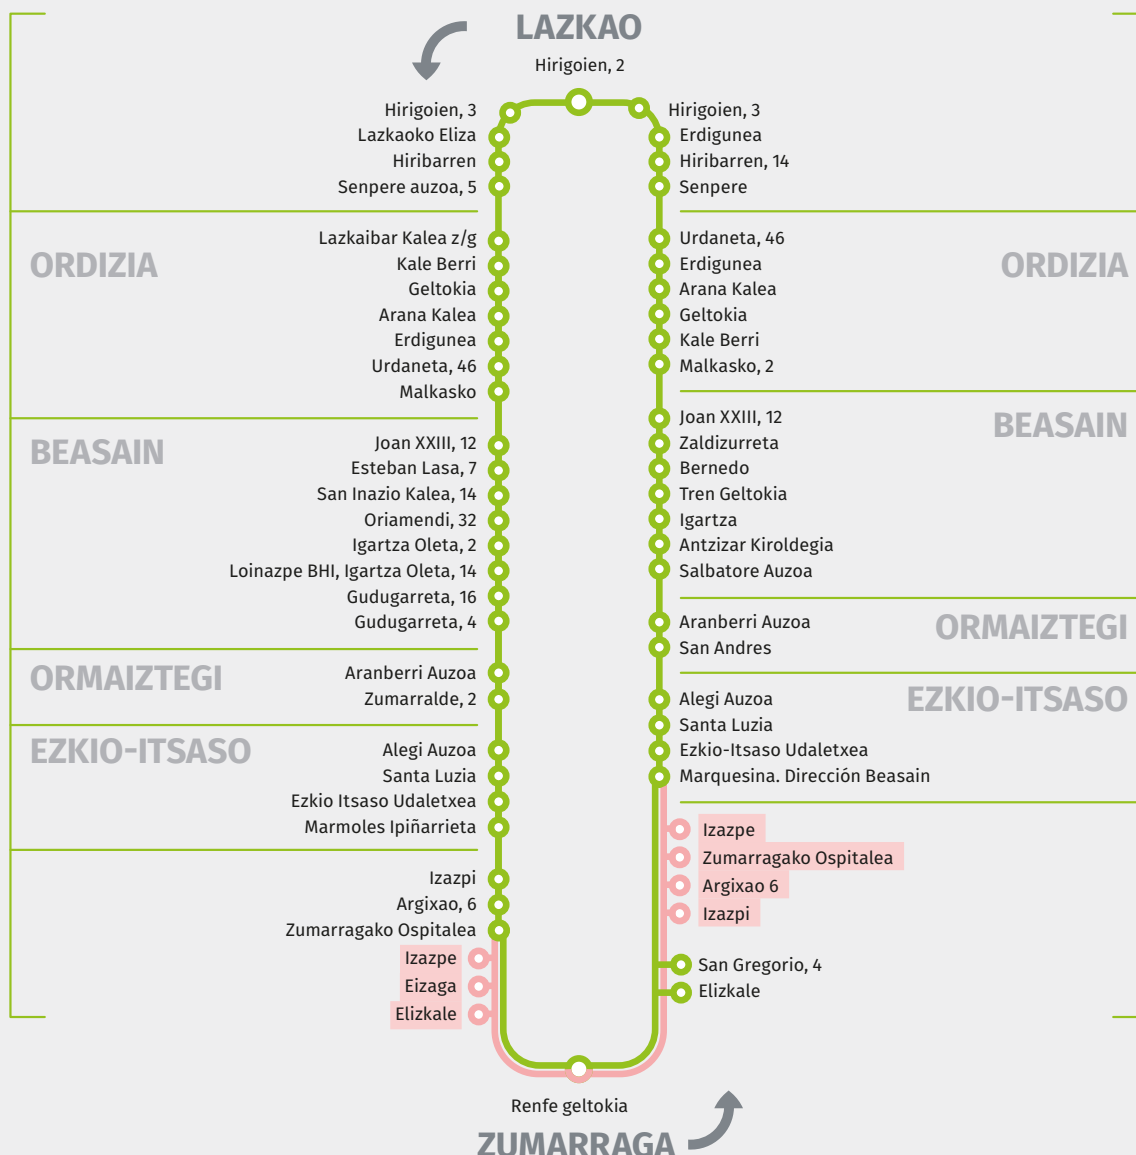 LAZKAO
Hirigoien, 2
Hirigoien, 3
Lazkaoko Eliza
Hiribarren
Senpere auzoa, 5
ORDIZIA
Lazkaibar Kalea z/g
Kale Berri
Geltokia
Arana Kalea
Erdigunea
Urdaneta, 46
Malkasko
BEASAIN
Joan XXIII, 12
Esteban Lasa, 7
San Inazio Kalea, 14
Oriamendi, 32
Igartza Oleta, 2
Loinazpe BHI, Igartza Oleta, 14
Gudugarreta, 16
Gudugarreta, 4
ORMAIZTEGI
Aranberri Auzoa
Zumarralde, 2
EZKIO-ITSASO
Alegi Auzoa
Santa Luzia
Ezkio Itsaso Udaletxea
Marmoles Ipiñarrieta
Izazpi
Argixao, 6
Zumarragako Ospitalea
Izazpe
Eizaga
Elizkale
Hirigoien, 3
Erdigunea
Hiribarren, 14
Senpere
ORDIZIA
Urdaneta, 46
Erdigunea
Arana Kalea
Geltokia
Kale Berri
Malkasko, 2
BEASAIN
Joan XXIII, 12
Zaldizurreta
Bernedo
Tren Geltokia
Igartza
Antzizar Kiroldegia
Salbatore Auzoa
ORMAIZTEGI
Aranberri Auzoa
San Andres
EZKIO-ITSASO
Alegi Auzoa
Santa Luzia
Ezkio-Itsaso Udaletxea
Marquesina. Dirección Beasain
Izazpe
Zumarragako Ospitalea
Argixao 6
Izazpi
San Gregorio, 4
Elizkale
Renfe geltokia
ZUMARRAGA